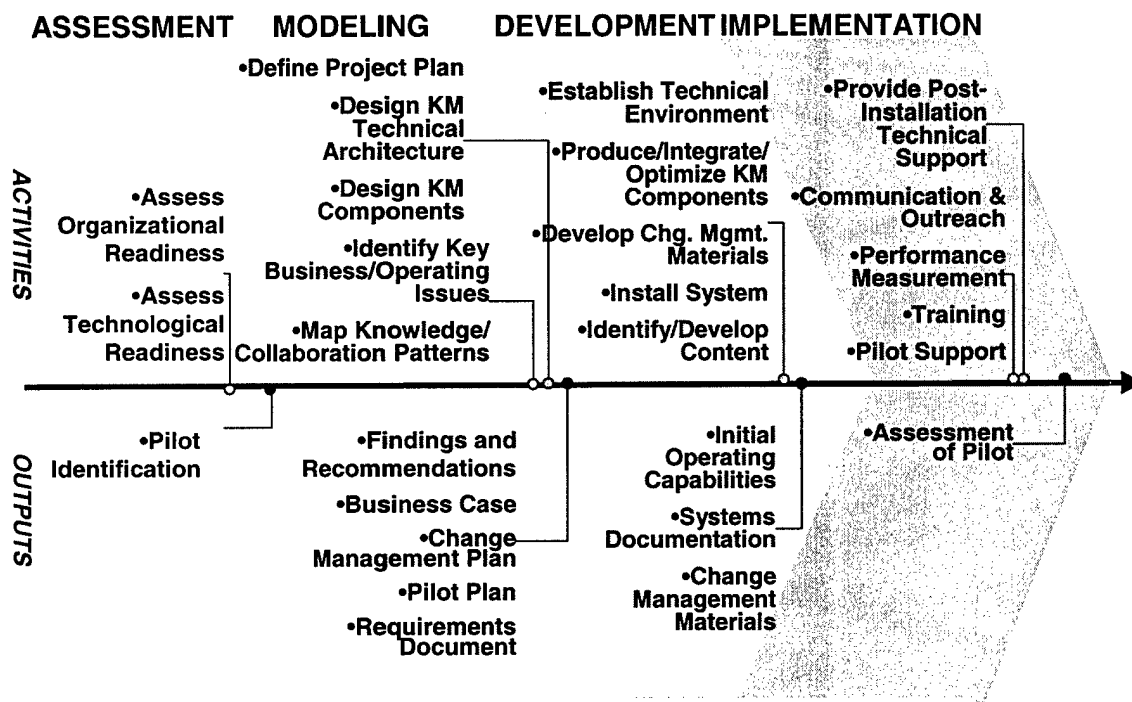 ASSESSMENT
MODELING
DEVELOPMENT
IMPLEMENTATION
ACTIVITIES
•Assess
Organizational
Readiness
•Assess
Technological
Readiness
•Define Project Plan
•Design KM
Technical
Architecture
•Design KM
Components
•Identify Key
Business/Operating
Issues
•Map Knowledge/
Collaboration Patterns
•Establish Technical
Environment
•Produce/Integrate/
Optimize KM
Components
•Develop Chg. Mgmt.
Materials
•Install System
•Identify/Develop
Content
•Provide Post-
Installation
Technical
Support
•Communication &
Outreach
•Performance
Measurement
•Training
•Pilot Support
OUTPUTS
•Pilot
Identification
•Findings and
Recommendations
•Business Case
•Change
Management Plan
•Pilot Plan
•Requirements
Document
•Initial
Operating
Capabilities
•Systems
Documentation
•Change
Management
Materials
•Assessment
of Pilot